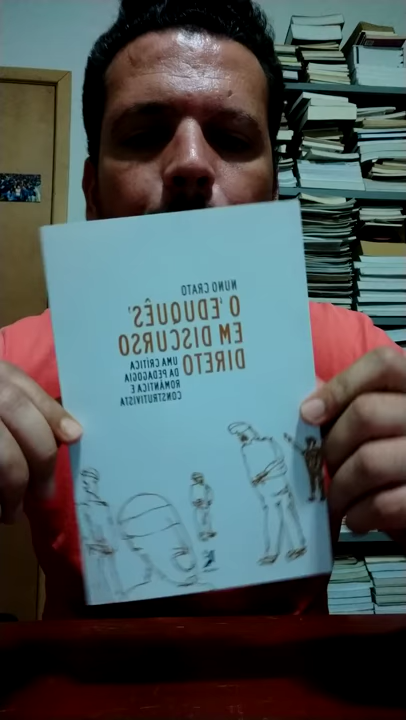 NUNO CRATO
O 'EDUQUÊS'
EM DISCURSO
DIRETO
UMA CRÍTICA
DA PEDAGOGIA
ROMÂNTICA E
CONSTRUTIVISTA